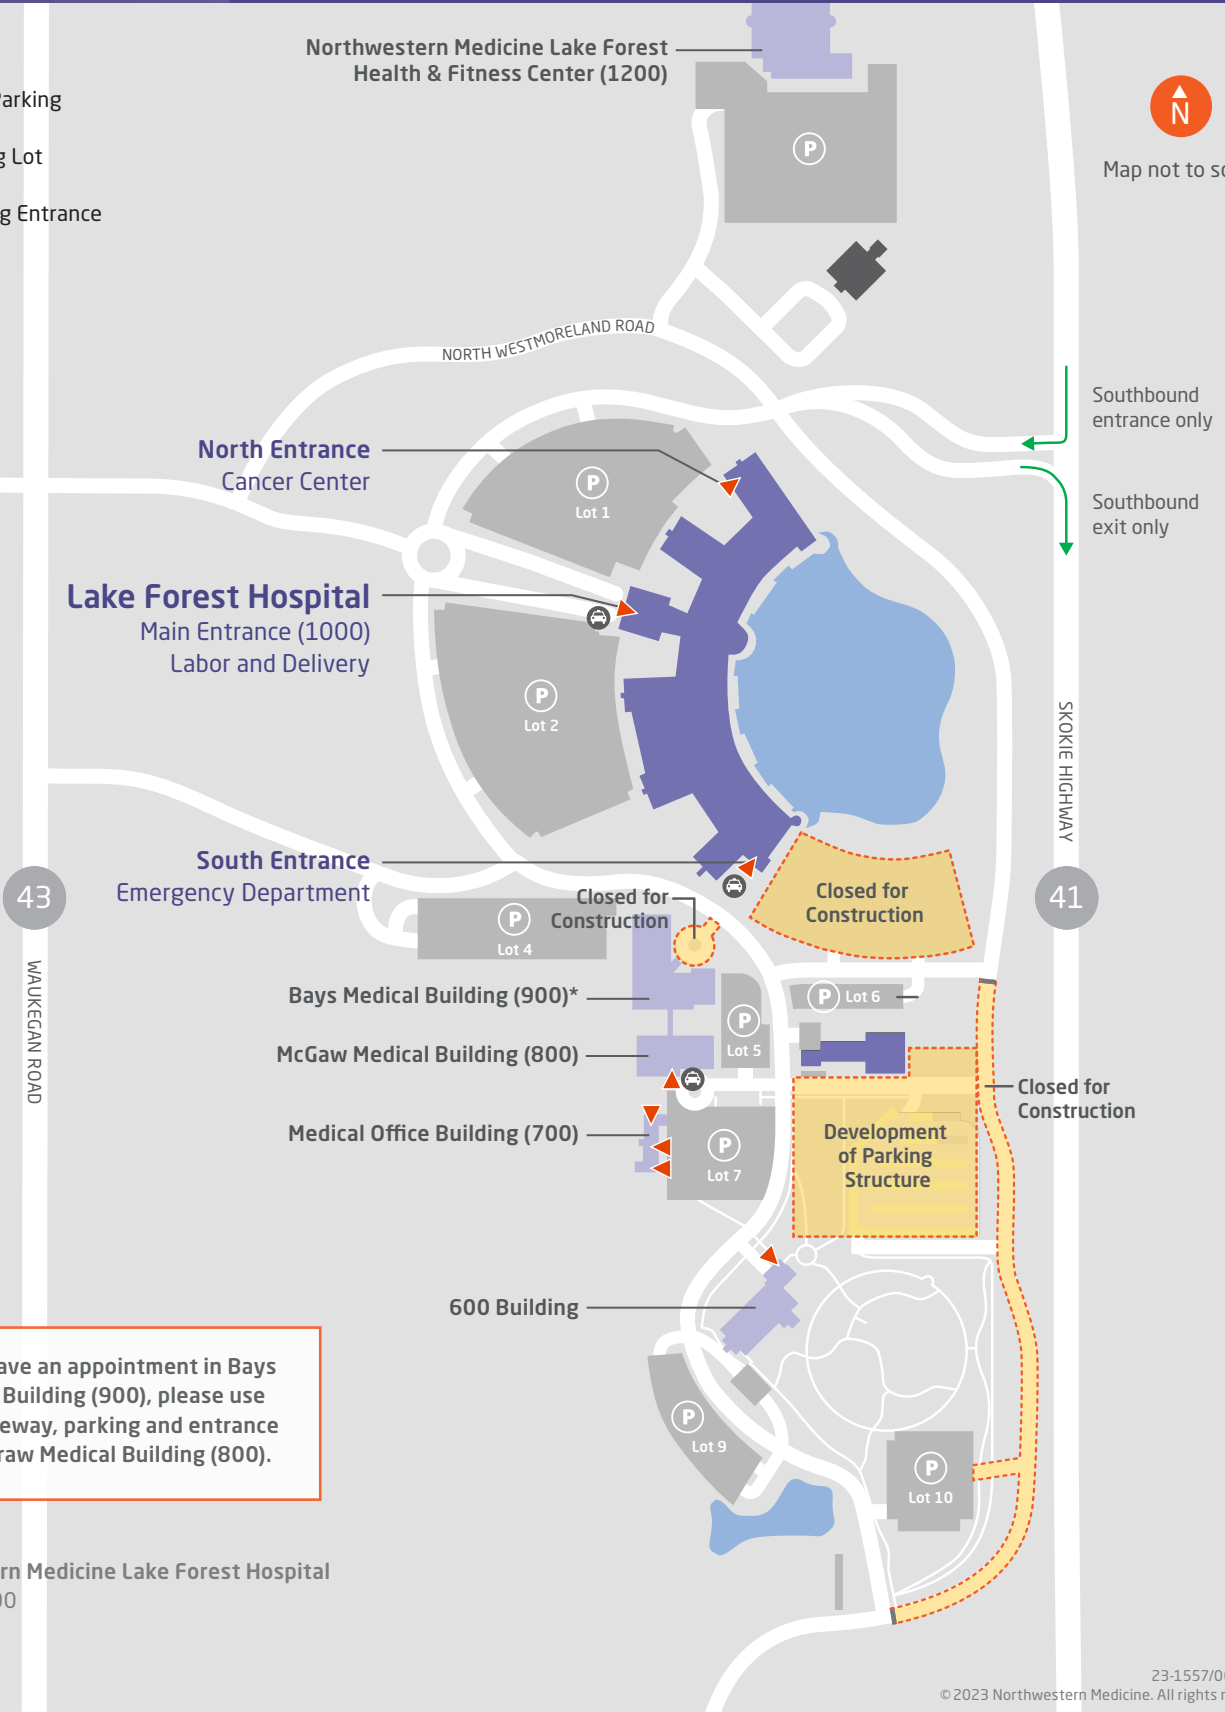 Northwestern Medicine Lake Forest
Health & Fitness Center (1200)
Parking
Lot
Entrance
N
Map not to
P
NORTH WESTMORELAND ROAD
Southbound
entrance only
Southbound
exit only
North Entrance
Cancer Center
P
Lot 1
Lake Forest Hospital
Main Entrance (1000)
Labor and Delivery
P
Lot 2
SKOKIE HIGHWAY
South Entrance
Emergency Department
43
41
Closed for
Construction
Closed for
Construction
P
Lot 4
WAUKEGAN ROAD
Bays Medical Building (900)*
P Lot 6
P
Lot 5
McGaw Medical Building (800)
Closed for
Construction
Medical Office Building (700)
P
Lot 7
Development
of Parking
Structure
600 Building
ave an appointment in Bays
Building (900), please use
eway, parking and entrance
raw Medical Building (800).
P
Lot 9
P
Lot 10
rn Medicine Lake Forest Hospital
00
23-1557/0
© 2023 Northwestern Medicine. All rights